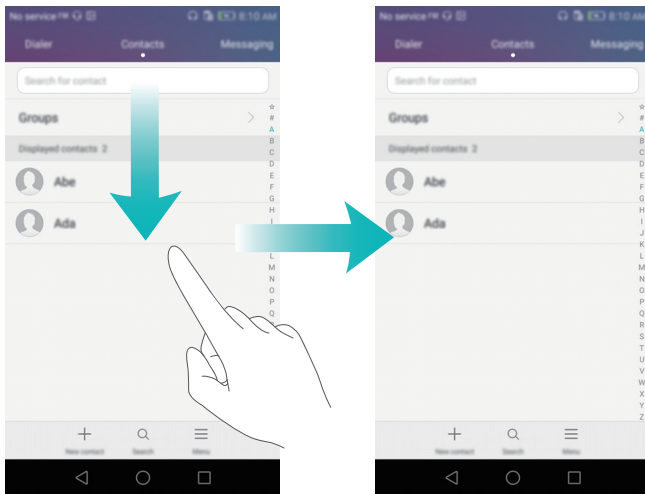 No service 8:10 AM
Dialer Contacts Messaging
Search for contact
Groups
Displayed contacts 2
Abe
Ada
☆
#
A
B
C
D
E
F
G
H
I
L
M
N
O
P
Q
New contact Search Menu
No service 8:10 AM
Dialer Contacts Messaging
Search for contact
Groups
Displayed contacts 2
Abe
Ada
☆
#
A
B
C
D
E
F
G
H
I
J
K
L
M
N
O
P
Q
R
S
T
U
V
W
X
Y
Z
New contact Search Menu